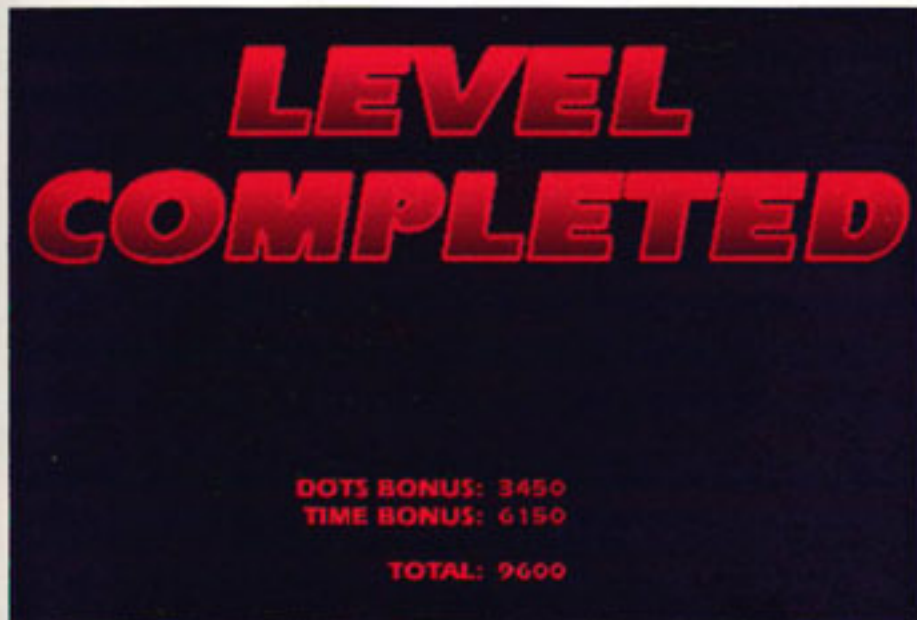 LEVEL
COMPLETED
DOTS BONUS: 3450
TIME BONUS: 6150
TOTAL: 9600